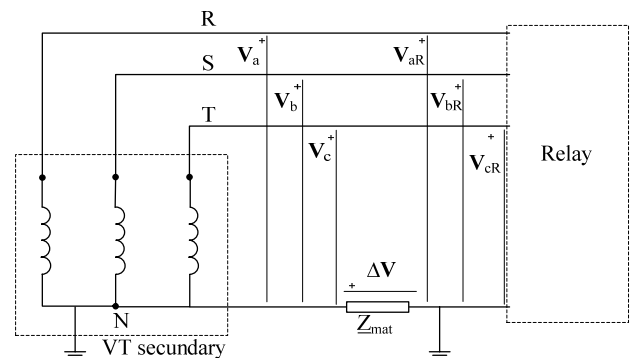 R
S
T
+
Va
+
Vb
+
Vc
+
VaR
+
VbR
+
VcR
Relay
+
ΔV
Zmat
N
VT secundary